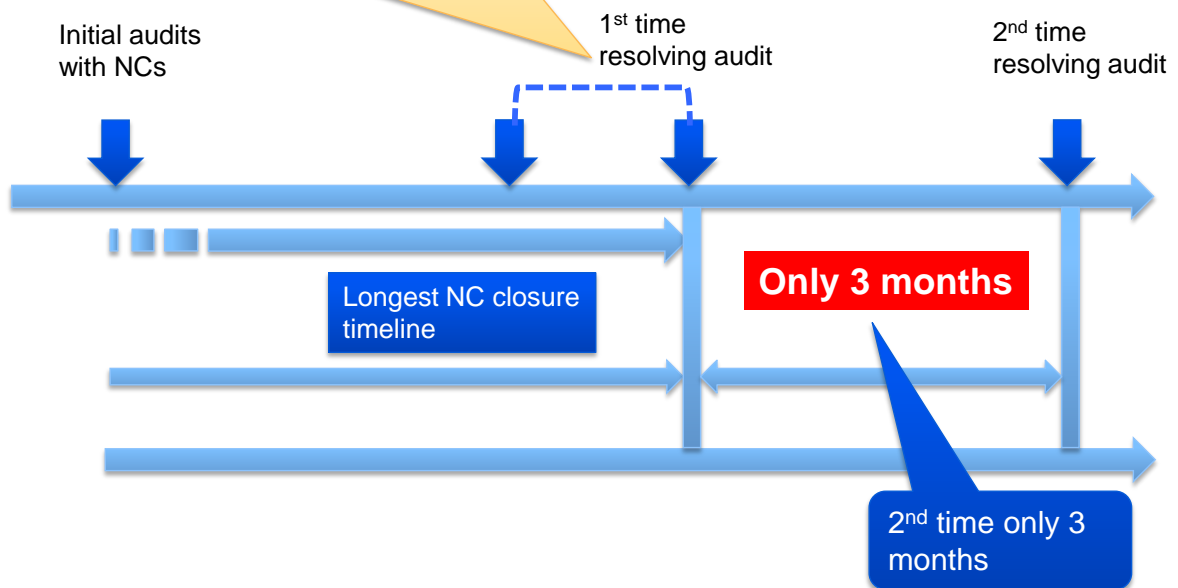 Initial audits
with NCs
1st time
resolving audit
2nd time
resolving audit
Longest NC closure
timeline
Only 3 months
2nd time only 3
months